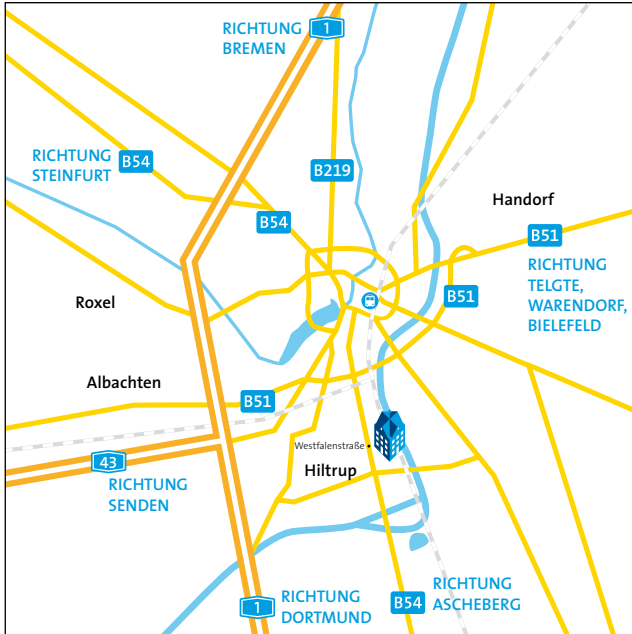 RICHTUNG
BREMEN
1
RICHTUNG
STEINFURT
B54
B219
B54
Handorf
B51
RICHTUNG
TELGTE,
WARENDORF,
BIELEFELD
B51
Roxel
Albachten
B51
Westfalenstraße
Hiltrup
43
RICHTUNG
SENDEN
1
RICHTUNG
DORTMUND
B54
RICHTUNG
ASCHEBERG